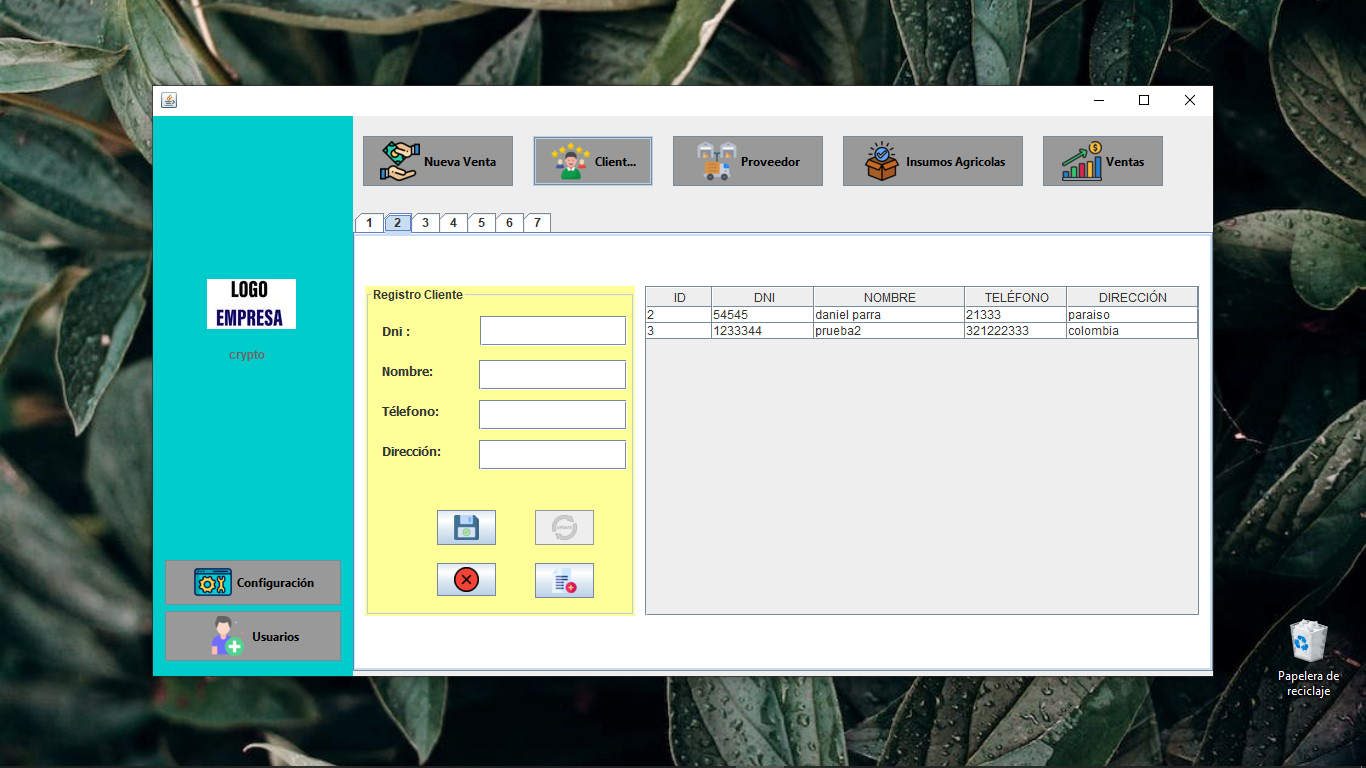 Nueva Venta
Client...
Proveedor
Insumos Agricolas
Ventas
1 2 3 4 5 6 7
LOGO
EMPRESA
crypto
Configuración
Usuarios
Registro Cliente
Dni :
Nombre:
Télefono:
Dirección:
UPDATE
ID DNI NOMBRE TELÉFONO DIRECCIÓN
2 54545 daniel parra 21333 paraiso
3 1233344 prueba2 321222333 colombia
Papelera de
reciclaje